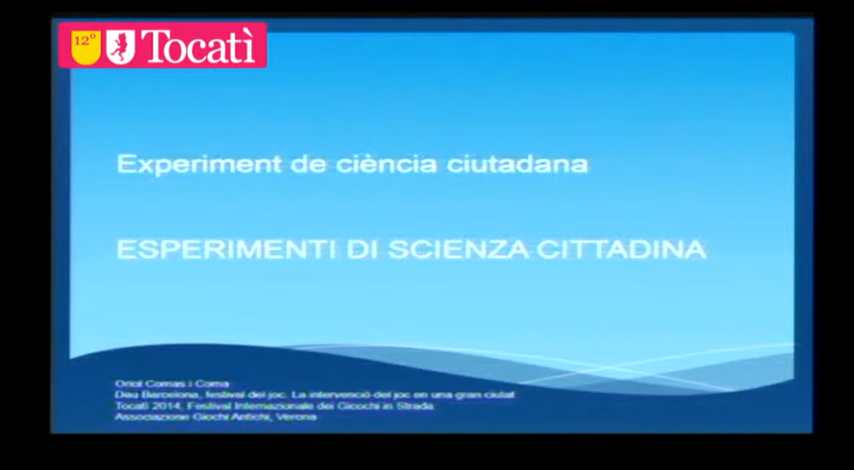 12º Tocatì
Experiment de ciència ciutadana
ESPERIMENTI DI SCIENZA CITTADINA
Oriol Comas i Coma
Dau Barcelona, festival del joc. La intervenció del joc en una gran ciutat
Tocatì 2014, Festival Internazionale dei Giochi in Strada
Associazione Giochi Antichi, Verona